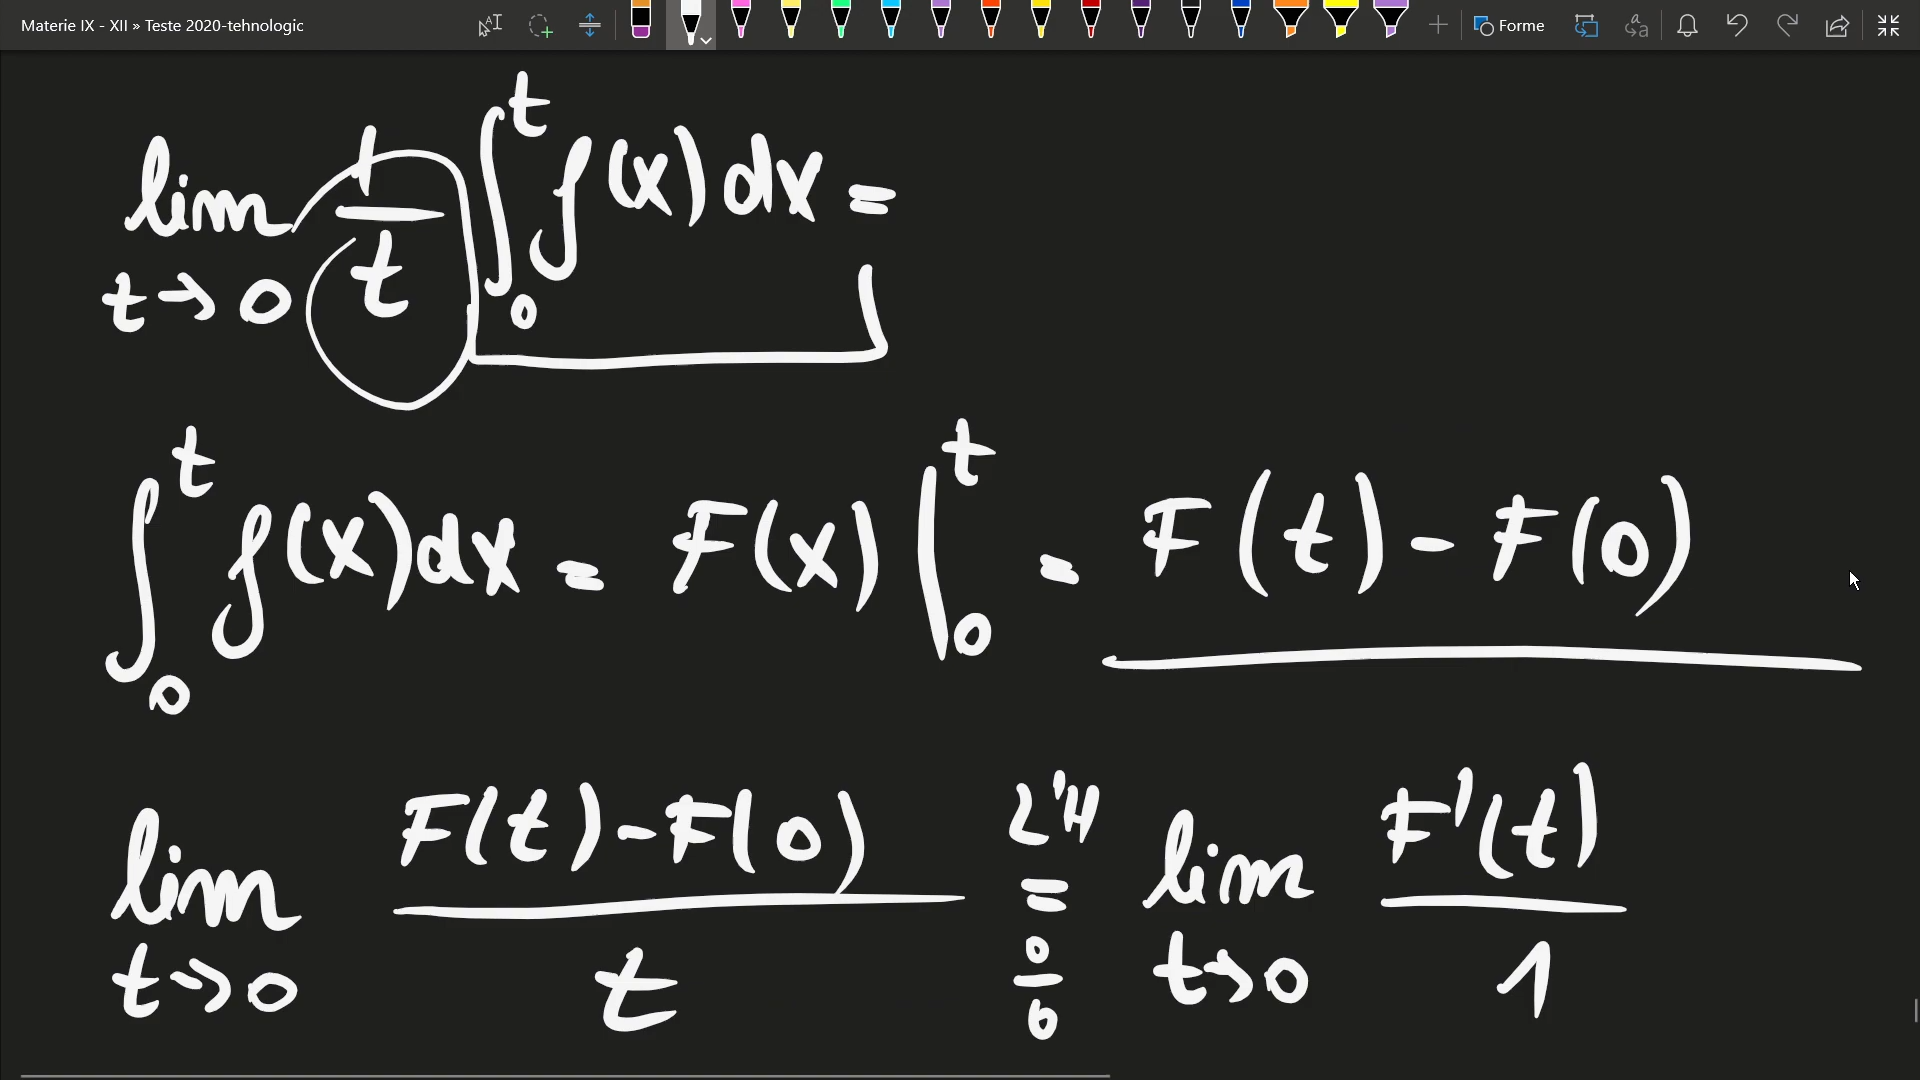 Materie IX - XII » Teste 2020-tehnologic
Forme
lim t→0 1/t ∫₀ᵗ f(x)dx =
∫₀ᵗ f(x)dx = F(x) |₀ᵗ = F(t) - F(0)
lim t→0 (F(t)-F(0))/t L'H = 0/0 lim t→0 F'(t)/1